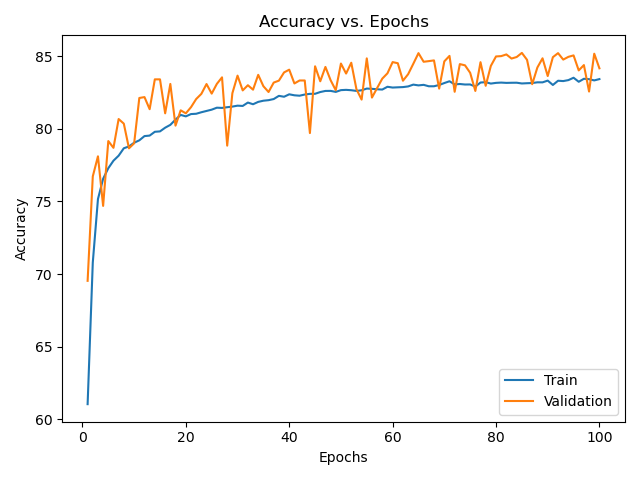 Accuracy vs. Epochs
85
80
75
70
65
60
Accuracy
0 20 40 60 80 100
Epochs
Train
Validation